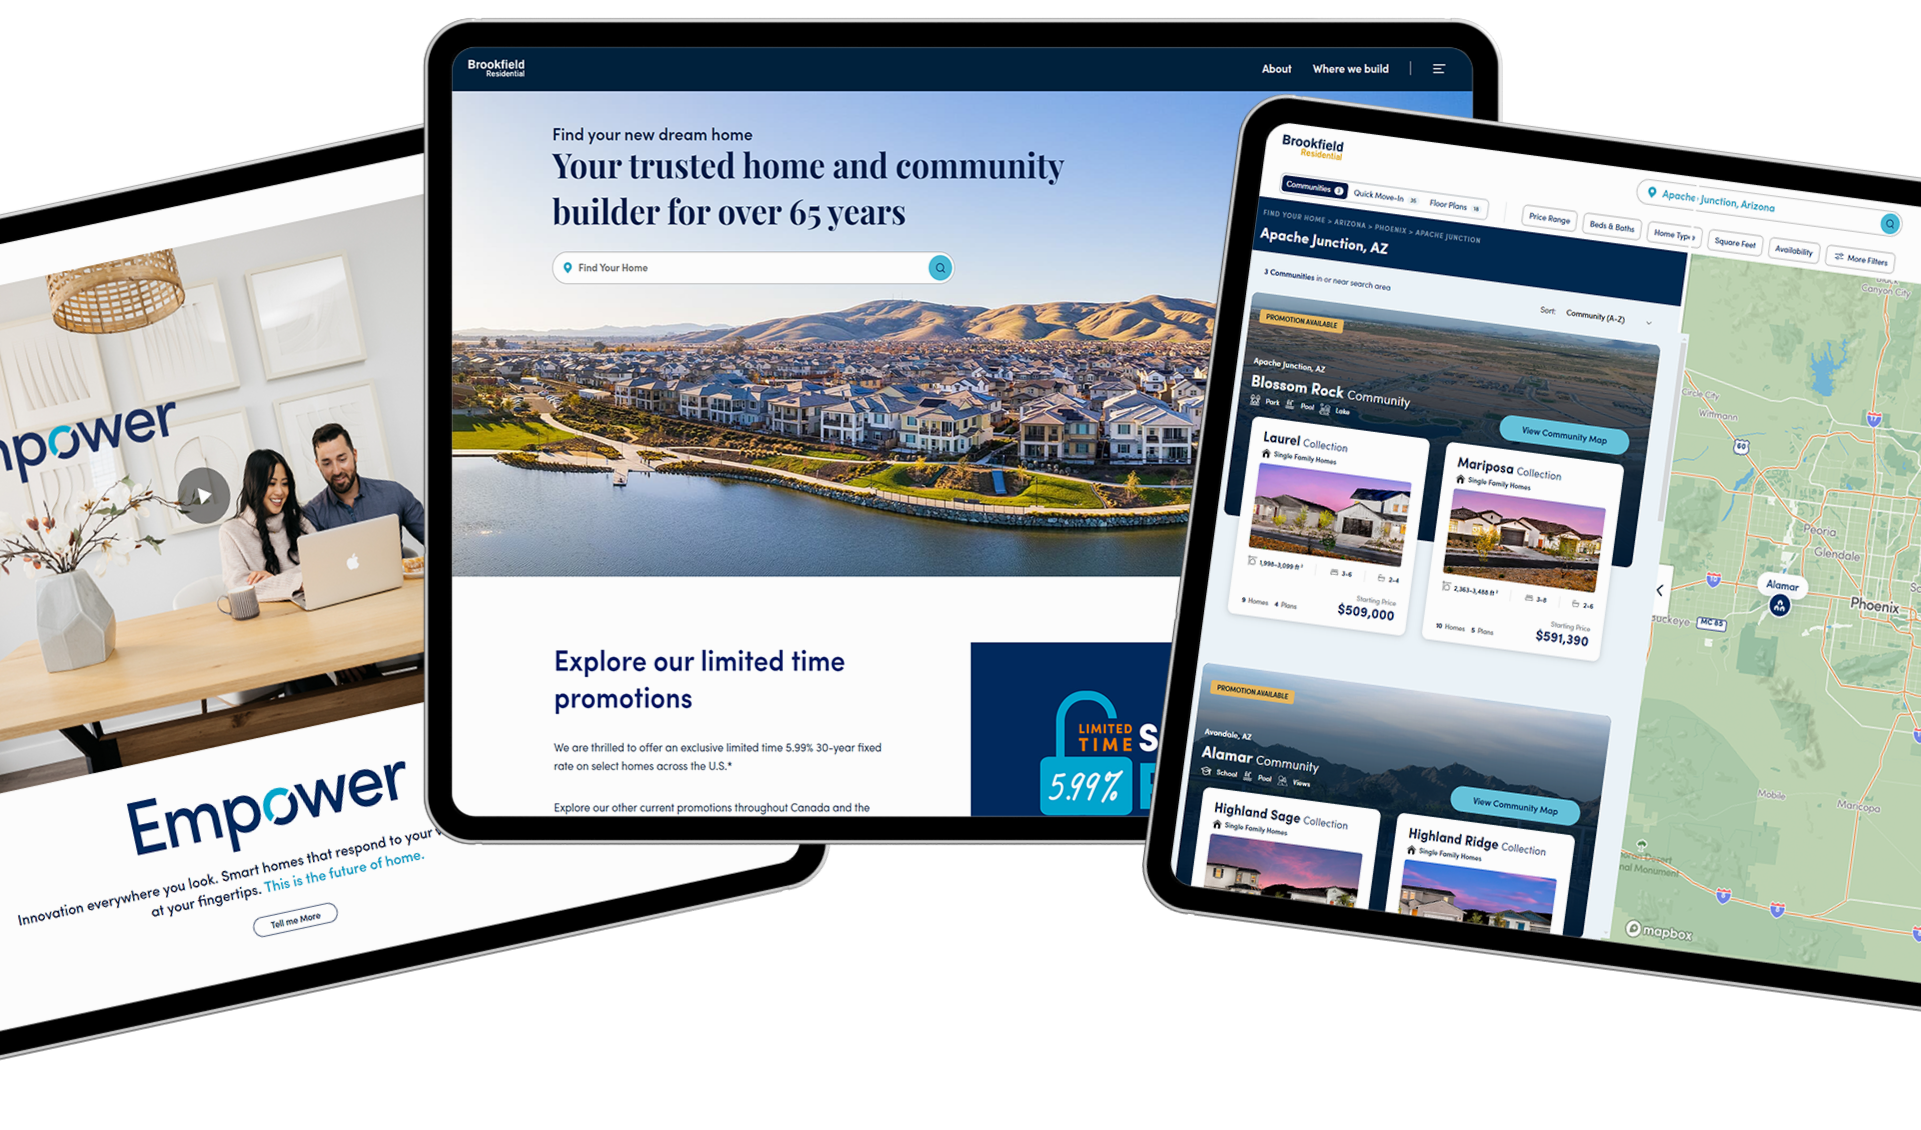 mpower
Empower
Innovation everywhere you look. Smart homes that respond to your
at your fingertips. This is the future of home.
Tell me More
Brookfield
Residential
About
Where we build
Find your new dream home
Your trusted home and community
builder for over 65 years
Find Your Home
Explore our limited time
promotions
We are thrilled to offer an exclusive limited time 5.99% 30-year fixed
rate on select homes across the U.S.*
Explore our other current promotions throughout Canada and the
LIMITED
TIME
5.99%
Brookfield
Residential
Apache Junction, Arizona
Communities 3
Quick Move-In
Floor Plans
Price Range
Beds & Baths
Home Type
Square Feet
Availability
More Filters
FIND YOUR HOME > ARIZONA > PHOENIX > APACHE JUNCTION
Apache Junction, AZ
3 Communities in or near search area
Sort: Community (A-Z)
PROMOTION AVAILABLE
Apache Junction, AZ
Blossom Rock Community
Park Pool Lake
View Community Map
Laurel Collection
Single Family Homes
1,998-3,099 ft² 3-6 2-4
9 Homes 4 Plans
Starting Price
$509,000
Mariposa Collection
Single Family Homes
2,363-3,488 ft² 3-8 2-6
10 Homes 5 Plans
Starting Price
$591,390
PROMOTION AVAILABLE
Avondale, AZ
Alamar Community
School Pool Views
View Community Map
Highland Sage Collection
Single Family Homes
Highland Ridge Collection
Single Family Homes
Canyon City
Circle City
Wittmann
60
17
Peoria
Glendale
10
Alamar
Phoenix
Buckeye
MC 85
Mobile
Maricopa
Desert
nal Monument
8
8
mapbox